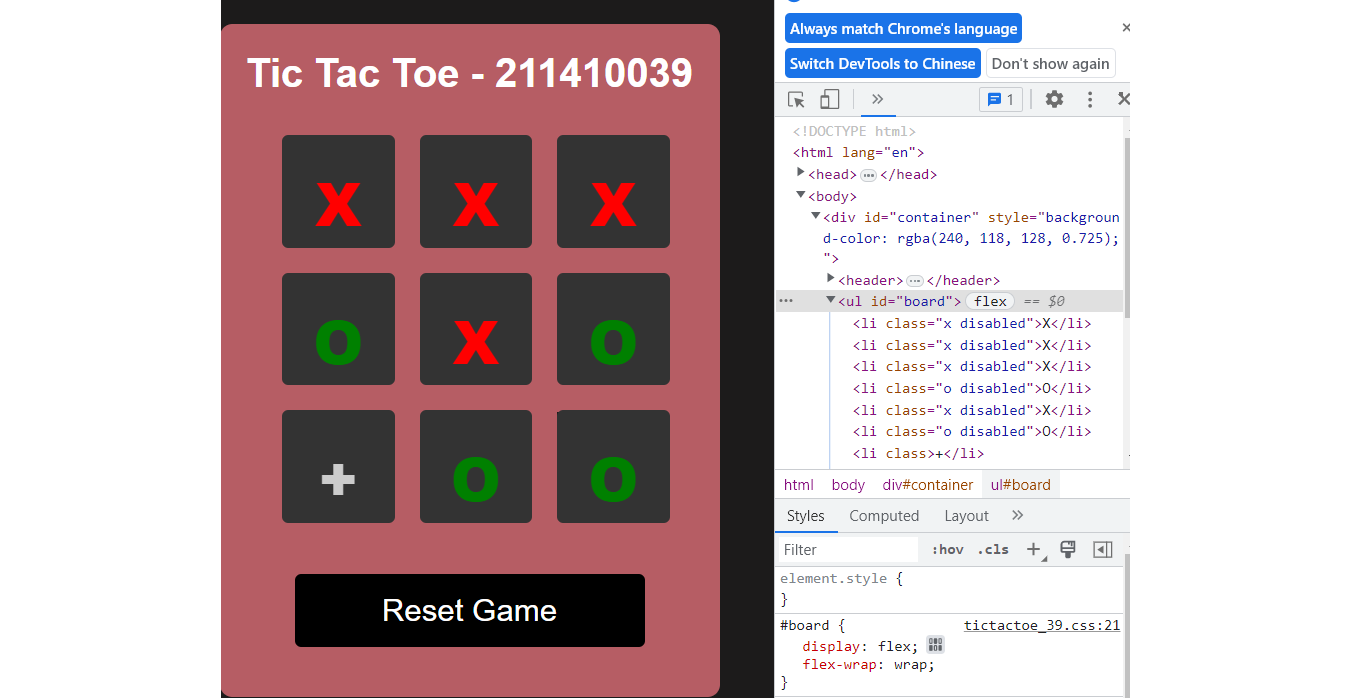 Tic Tac Toe - 211410039
X X X
O X O
+ O O
Reset Game
Always match Chrome's language
Switch DevTools to Chinese Don't show again
1
<!DOCTYPE html>
<html lang="en">
<head> </head>
<body>
<div id="container" style="backgroun
d-color: rgba(240, 118, 128, 0.725);
">
<header> </header>
<ul id="board"> flex == $0
<li class="x disabled">X</li>
<li class="x disabled">X</li>
<li class="x disabled">X</li>
<li class="o disabled">O</li>
<li class="x disabled">X</li>
<li class="o disabled">O</li>
<li class>+</li>
html body div#container ul#board
Styles Computed Layout
Filter :hov .cls
element.style {
}
#board { tictactoe_39.css:21
display: flex;
flex-wrap: wrap;
}